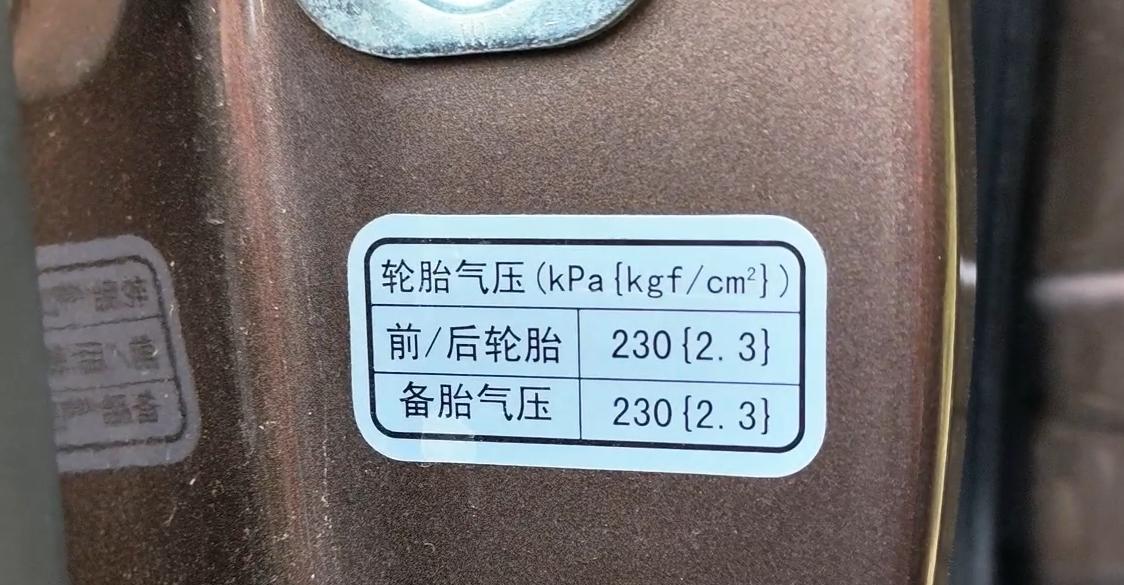 轮胎气压(kPa{kgf/cm²})
前/后轮胎 230{2.3}
备胎气压 230{2.3}